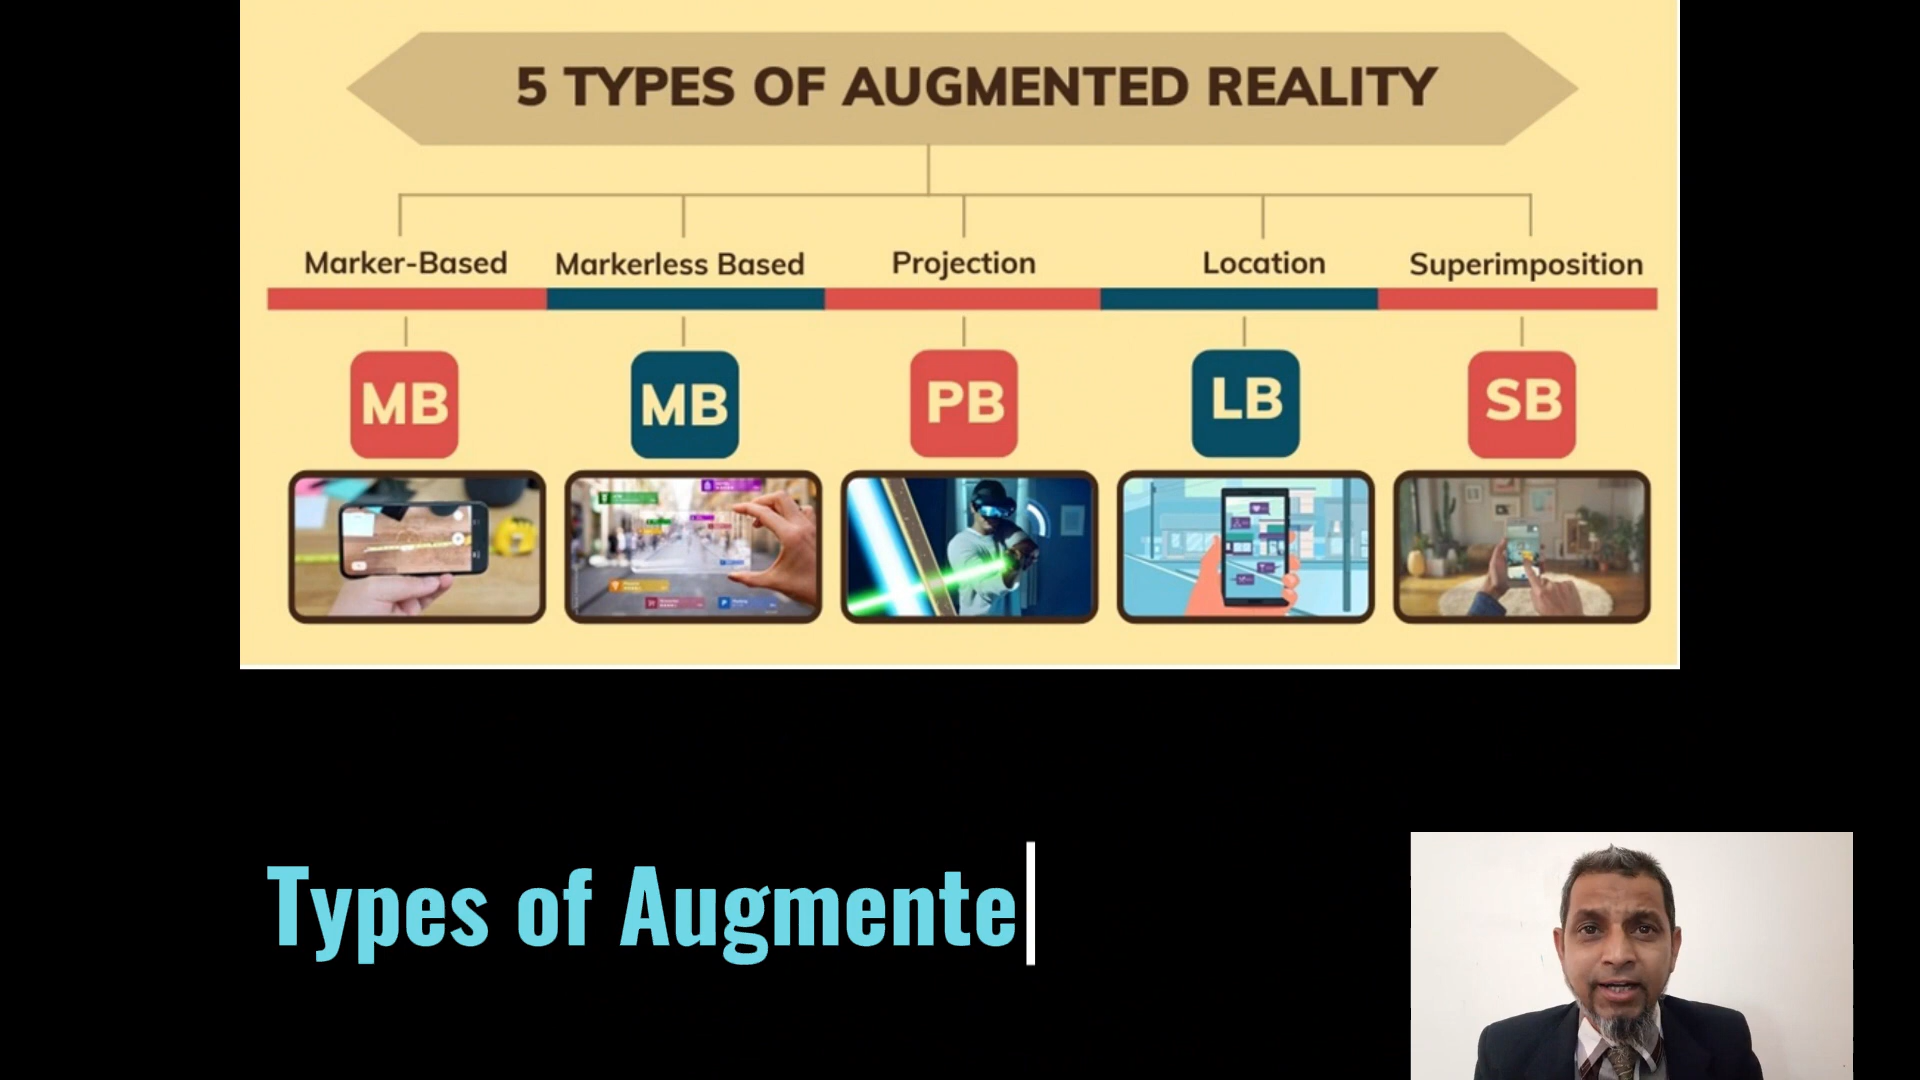 5 TYPES OF AUGMENTED REALITY
Marker-Based Markerless Based Projection Location Superimposition
MB MB PB LB SB
Types of Augmente